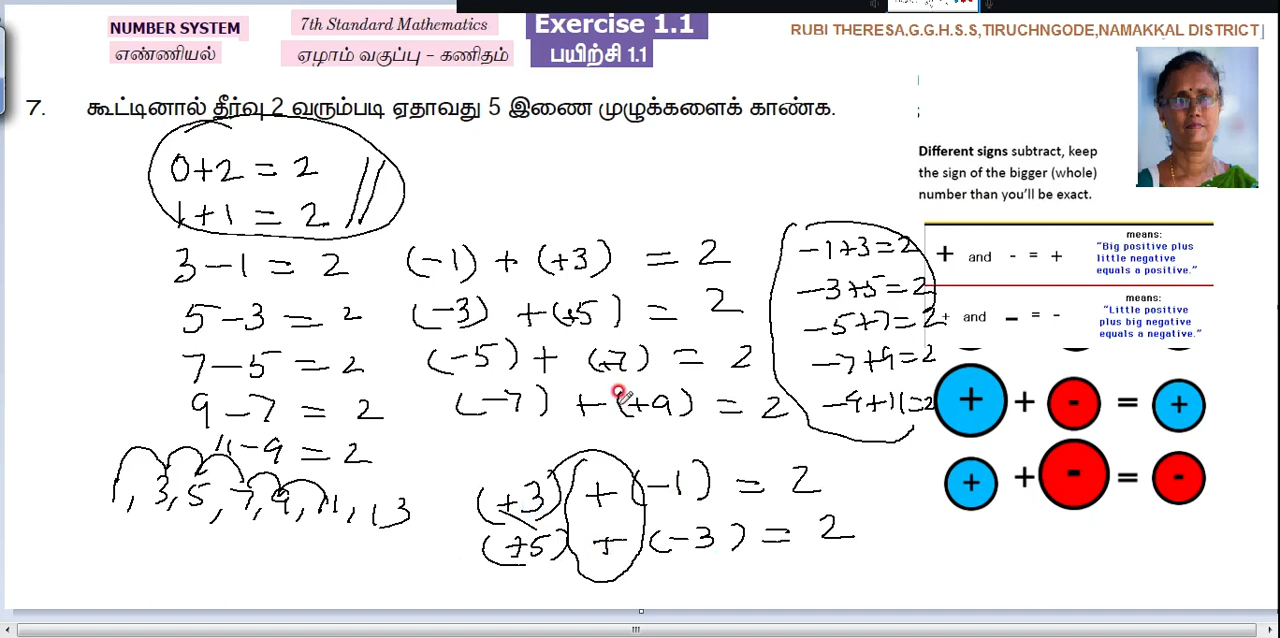 NUMBER SYSTEM
எண்ணியல்
7th Standard Mathematics
ஏழாம் வகுப்பு – கணிதம்
Exercise 1.1
பயிற்சி 1.1
RUBI THERESA,G.G.H.S.S,TIRUCHNGODE,NAMAKKAL DISTRICT]
7. கூட்டினால் தீர்வு 2 வரும்படி ஏதாவது 5 இணை முழுக்களைக் காண்க.
0+2 = 2
1+1 = 2
3-1 = 2
5-3 = 2
7-5 = 2
9-7 = 2
11-9 = 2
1, 3, 5, 7, 9, 11, 13
(-1) + (+3) = 2
(-3) + (+5) = 2
(-5) + (+7) = 2
(-7) + (+9) = 2
(+3) + (-1) = 2
(+5) + (-3) = 2
-1+3=2
-3+5=2
-5+7=2
-7+9=2
-9+11=2
Different signs subtract, keep
the sign of the bigger (whole)
number than you’ll be exact.
+ and - = +
means:
"Big positive plus
little negative
equals a positive."
+ and - = -
means:
"Little positive
plus big negative
equals a negative."
+ + - = +
+ + - = -